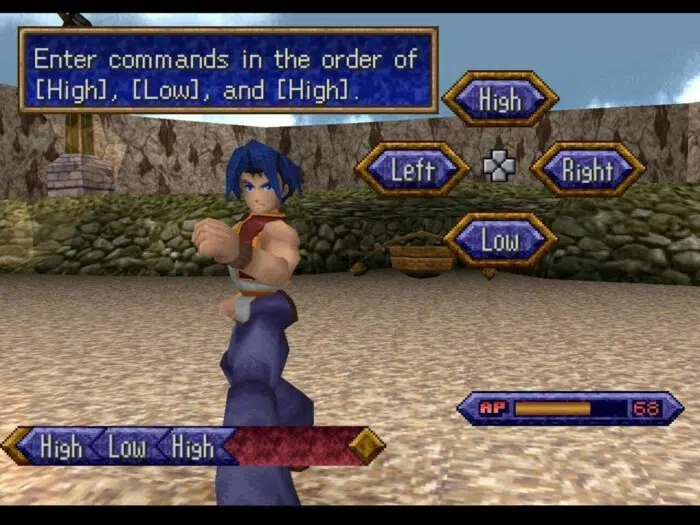 Enter commands in the order of
[High], [Low], and [High].
High
Left
Right
Low
AP 68
High Low High